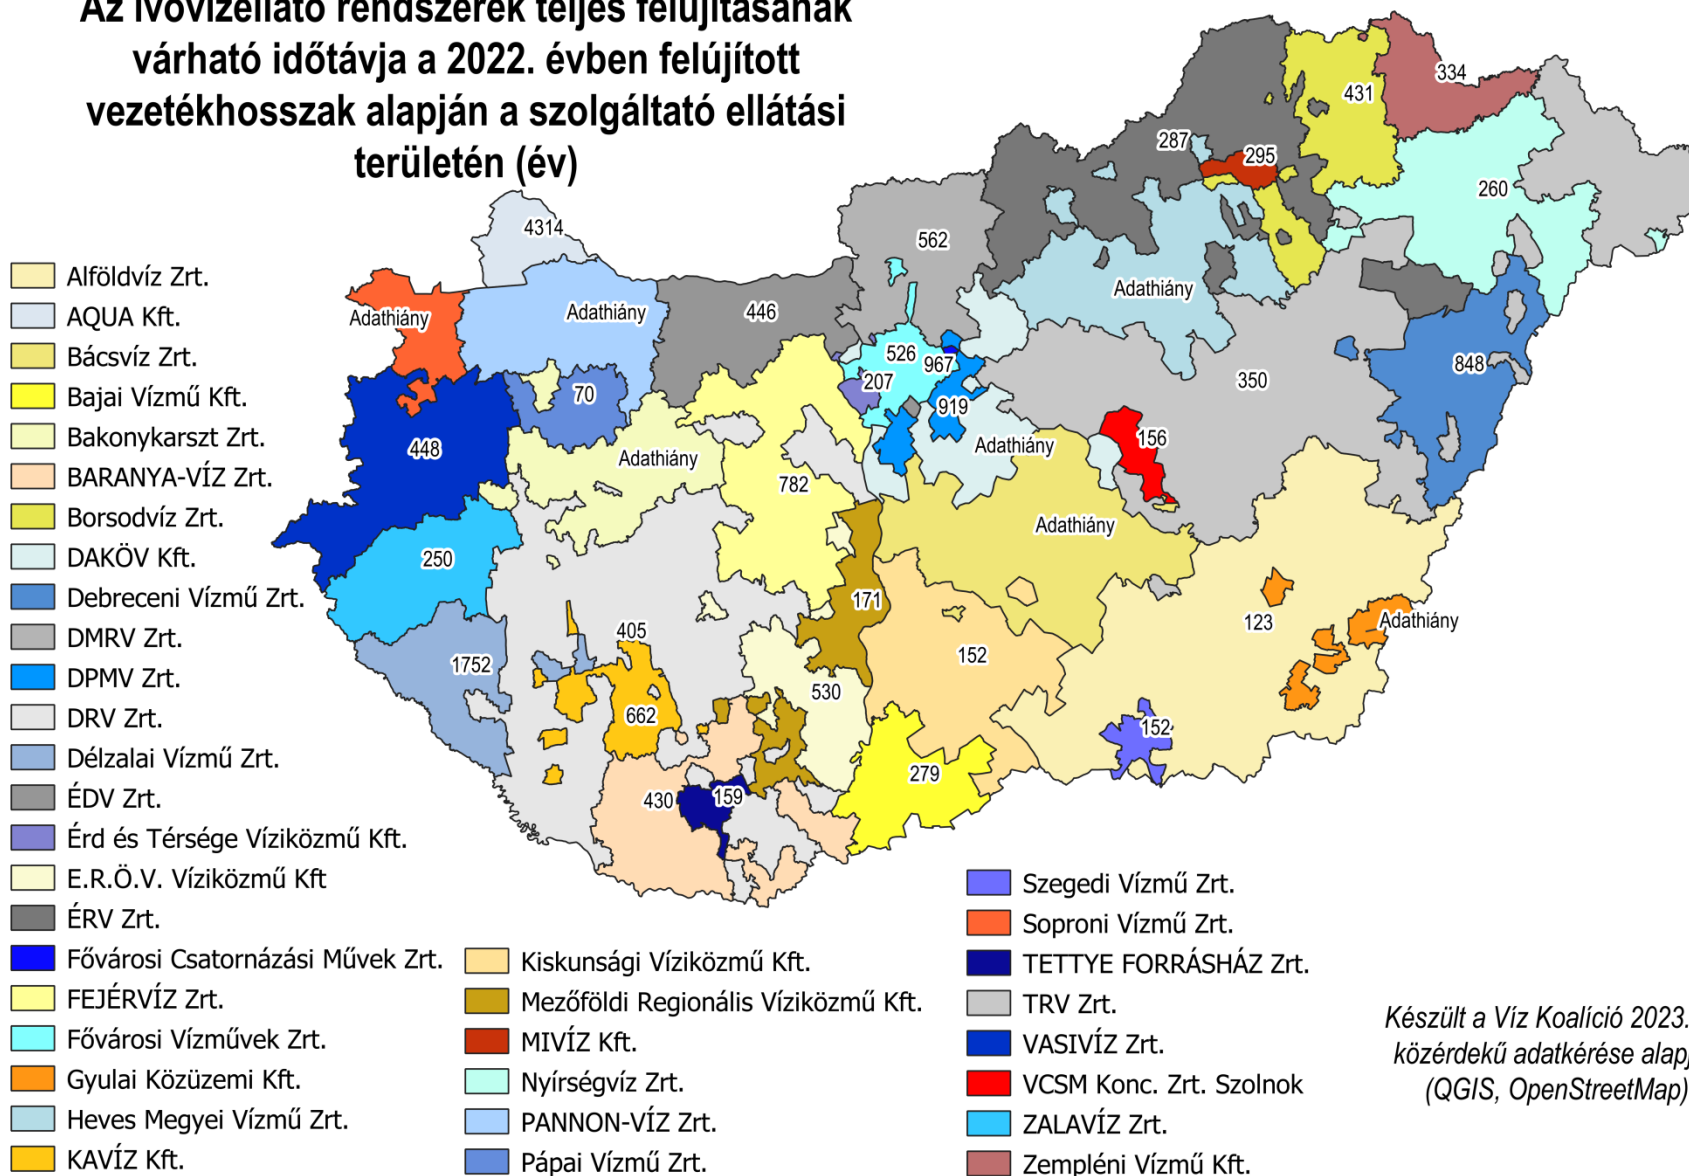 Az ivóvízellátó rendszerek teljes felújításának
várható időtávja a 2022. évben felújított
vezetékhosszak alapján a szolgáltató ellátási
területén (év)
4314
562
287
295
431
334
260
Adathiány
Adathiány
446
Adathiány
526
967
207
919
350
848
70
448
Adathiány
782
Adathiány
156
Adathiány
250
171
123
Adathiány
405
1752
152
530
662
152
279
430
159
Alföldvíz Zrt.
AQUA Kft.
Bácsvíz Zrt.
Bajai Vízmű Kft.
Bakonykarszt Zrt.
BARANYA-VÍZ Zrt.
Borsodvíz Zrt.
DAKÖV Kft.
Debreceni Vízmű Zrt.
DMRV Zrt.
DPMV Zrt.
DRV Zrt.
Délzalai Vízmű Zrt.
ÉDV Zrt.
Érd és Térsége Víziközmű Kft.
E.R.Ö.V. Víziközmű Kft
ÉRV Zrt.
Fővárosi Csatornázási Művek Zrt.
FEJÉRVÍZ Zrt.
Fővárosi Vízművek Zrt.
Gyulai Közüzemi Kft.
Heves Megyei Vízmű Zrt.
KAVÍZ Kft.
Kiskunsági Víziközmű Kft.
Mezőföldi Regionális Víziközmű Kft.
MIVÍZ Kft.
Nyírségvíz Zrt.
PANNON-VÍZ Zrt.
Pápai Vízmű Zrt.
Szegedi Vízmű Zrt.
Soproni Vízmű Zrt.
TETTYE FORRÁSHÁZ Zrt.
TRV Zrt.
VASIVÍZ Zrt.
VCSM Konc. Zrt. Szolnok
ZALAVÍZ Zrt.
Zempléni Vízmű Kft.
Készült a Víz Koalíció 2023.
közérdekű adatkérése
(QGIS, OpenStreetMap)